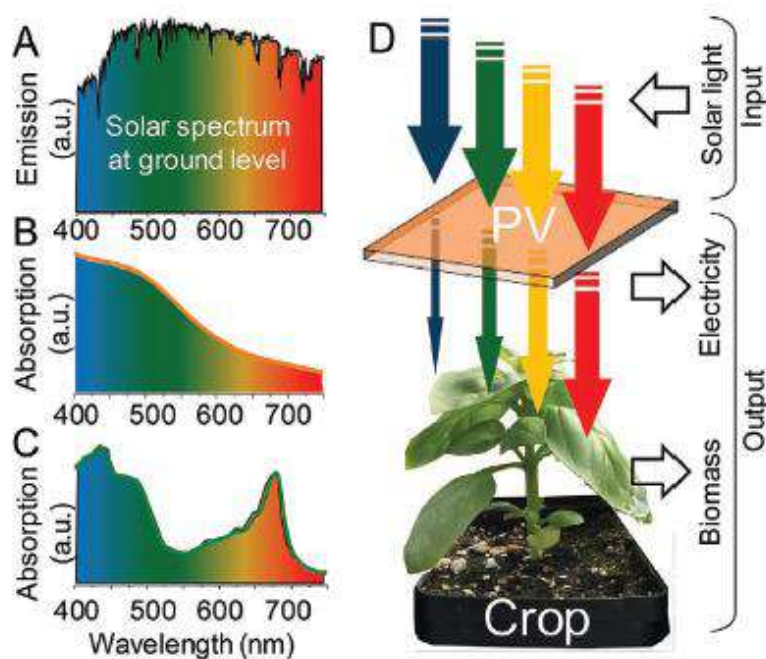 A
Emission
(a.u.)
Solar spectrum
at ground level
400 500 600 700
B
Absorption
(a.u.)
400 500 600 700
C
Absorption
(a.u.)
400 500 600 700
Wavelength (nm)
D
PV
Crop
Solar light
Input
Electricity
Biomass
Output